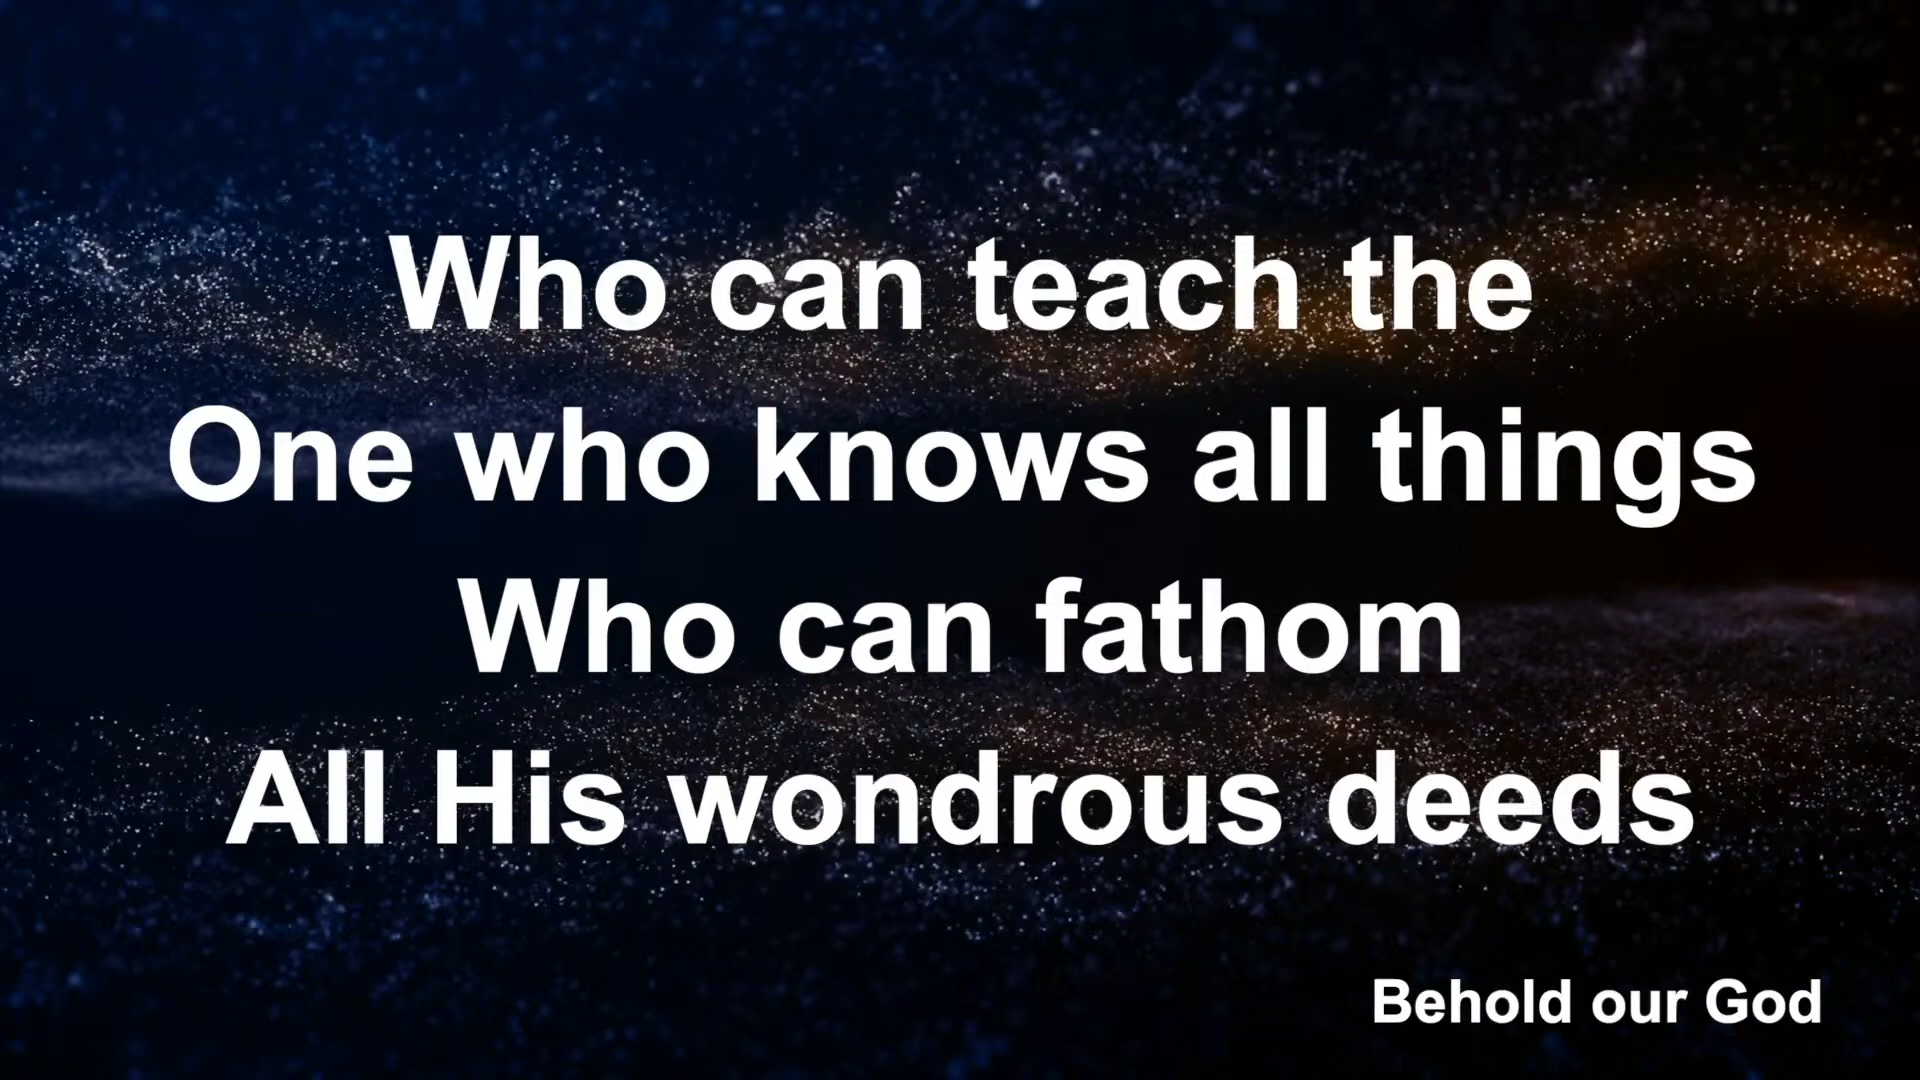 Who can teach the
One who knows all things
Who can fathom
All His wondrous deeds
Behold our God